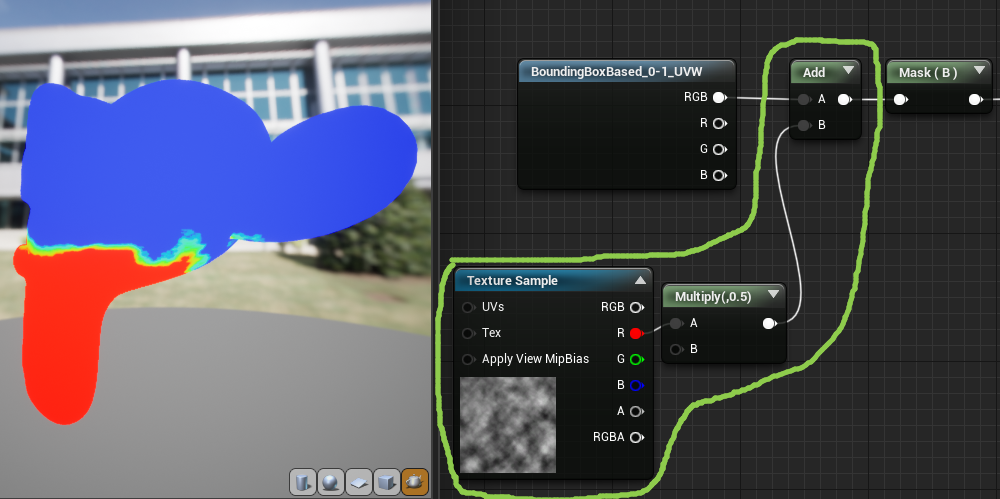 BoundingBoxBased_0-1_UVW
RGB
R
G
B
Add
A
B
Mask ( B )
Texture Sample
UVs
Tex
Apply View MipBias
RGB
R
G
B
A
RGBA
Multiply(,0.5)
A
B